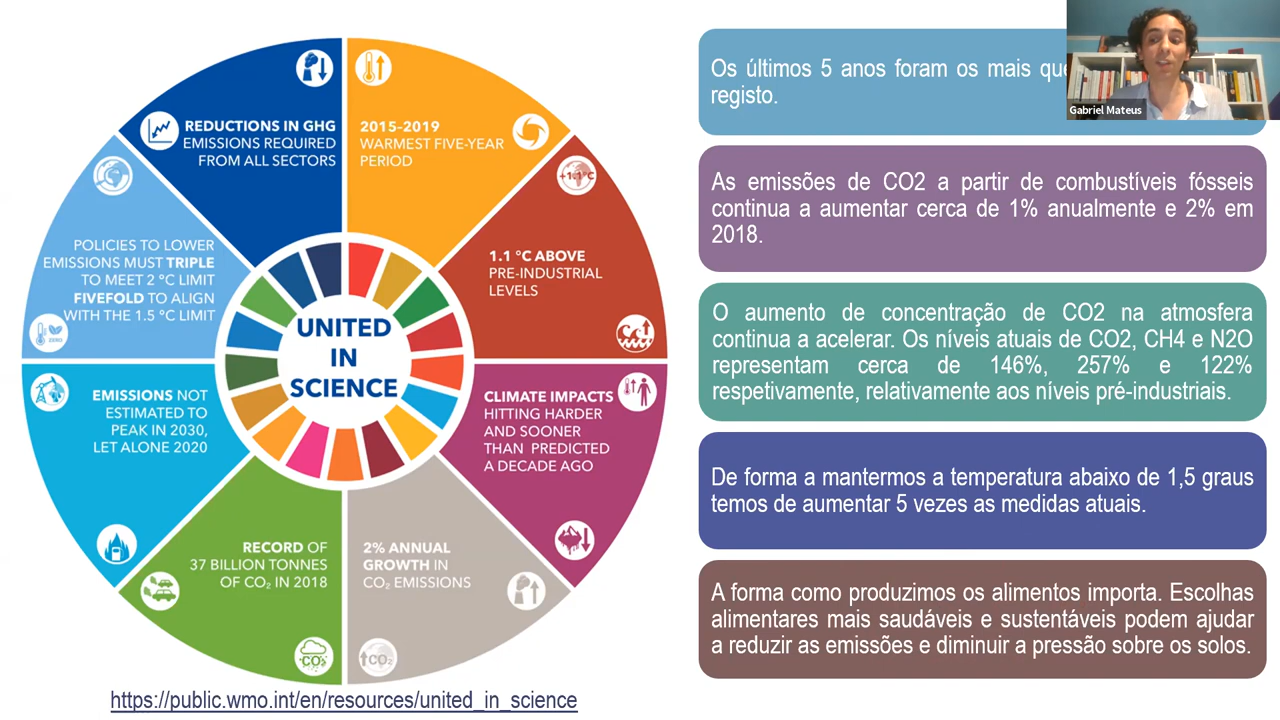 REDUCTIONS IN GHG
EMISSIONS REQUIRED
FROM ALL SECTORS
2015-2019
WARMEST FIVE-YEAR
PERIOD
+1.1°C
1.1 °C ABOVE
PRE-INDUSTRIAL
LEVELS
CLIMATE IMPACTS
HITTING HARDER
AND SOONER
THAN PREDICTED
A DECADE AGO
2% ANNUAL
GROWTH IN
CO₂ EMISSIONS
CO₂
RECORD OF
37 BILLION TONNES
OF CO₂ IN 2018
CO₂
EMISSIONS NOT
ESTIMATED TO
PEAK IN 2030,
LET ALONE 2020
POLICIES TO LOWER
EMISSIONS MUST TRIPLE
TO MEET 2 °C LIMIT
FIVEFOLD TO ALIGN
WITH THE 1.5 °C LIMIT
ZERO
UNITED
IN
SCIENCE
https://public.wmo.int/en/resources/united_in_science
Os últimos 5 anos foram os mais
registo.
Gabriel Mateus
As emissões de CO2 a partir de combustíveis fósseis
continua a aumentar cerca de 1% anualmente e 2% em
2018.
O aumento de concentração de CO2 na atmosfera
continua a acelerar. Os níveis atuais de CO2, CH4 e N2O
representam cerca de 146%, 257% e 122%
respetivamente, relativamente aos níveis pré-industriais.
De forma a mantermos a temperatura abaixo de 1,5 graus
temos de aumentar 5 vezes as medidas atuais.
A forma como produzimos os alimentos importa. Escolhas
alimentares mais saudáveis e sustentáveis podem ajudar
a reduzir as emissões e diminuir a pressão sobre os solos.